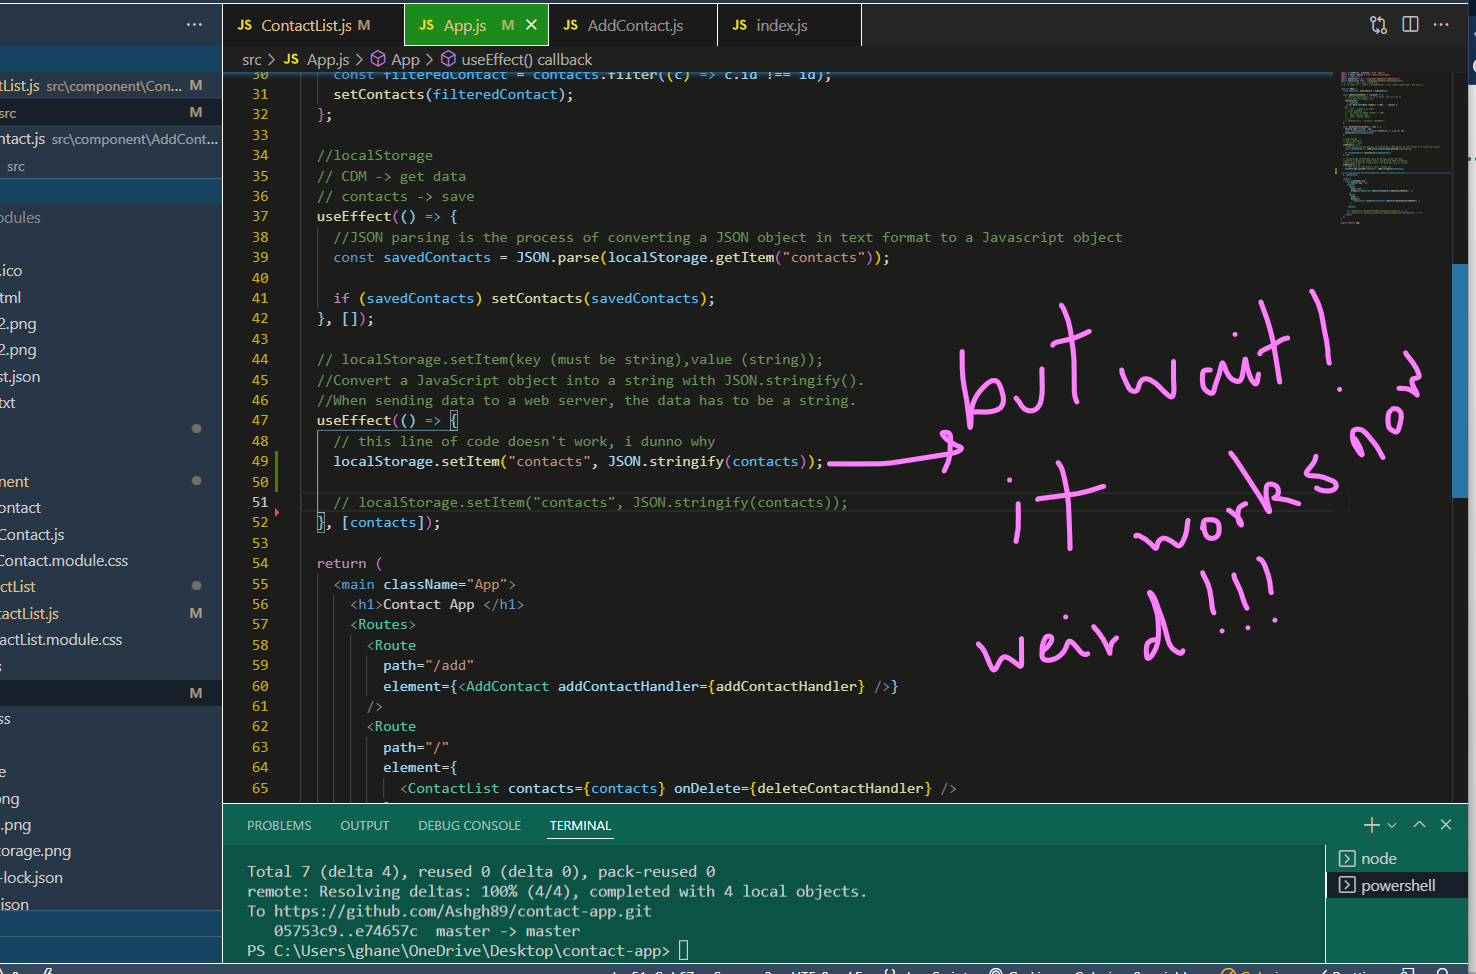 ContactList.js M
App.js M
AddContact.js
index.js
src > App.js > App > useEffect() callback
tList.js src\component\Con... M
src M
ntact.js src\component\AddCont...
src
odules
.ico
tml
2.png
2.png
st.json
txt
nent
ontact
Contact.js
Contact.module.css
ctList
tactList.js M
actList.module.css
s
M
ss
e
ong
.png
orage.png
-lock.json
json
30 const filteredContact = contacts.filter((c) => c.id !== id);
31 setContacts(filteredContact);
32 };
33
34 //localStorage
35 // CDM -> get data
36 // contacts -> save
37 useEffect(() => {
38 //JSON parsing is the process of converting a JSON object in text format to a Javascript object
39 const savedContacts = JSON.parse(localStorage.getItem("contacts"));
40
41 if (savedContacts) setContacts(savedContacts);
42 }, []);
43
44 // localStorage.setItem(key (must be string),value (string));
45 //Convert a JavaScript object into a string with JSON.stringify().
46 //When sending data to a web server, the data has to be a string.
47 useEffect(() => {
48 // this line of code doesn't work, i dunno why
49 localStorage.setItem("contacts", JSON.stringify(contacts));
50
51 // localStorage.setItem("contacts", JSON.stringify(contacts));
52 }, [contacts]);
53
54 return (
55 <main className="App">
56 <h1>Contact App </h1>
57 <Routes>
58 <Route
59 path="/add"
60 element={<AddContact addContactHandler={addContactHandler} />}
61 />
62 <Route
63 path="/"
64 element={
65 <ContactList contacts={contacts} onDelete={deleteContactHandler} />
but wait!
it works now
weird!!!
PROBLEMS OUTPUT DEBUG CONSOLE TERMINAL
Total 7 (delta 4), reused 0 (delta 0), pack-reused 0
remote: Resolving deltas: 100% (4/4), completed with 4 local objects.
To https://github.com/Ashgh89/contact-app.git
05753c9..e74657c master -> master
PS C:\Users\ghane\OneDrive\Desktop\contact-app>
node
powershell